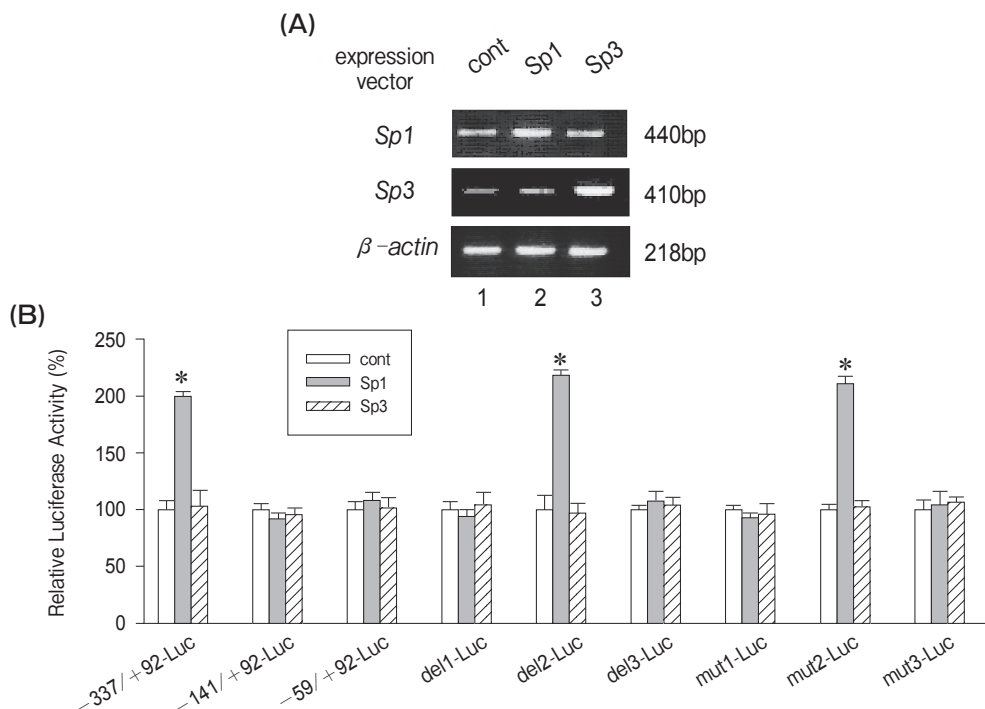 (A)
expression vector
cont Sp1 Sp3
Sp1 440bp
Sp3 410bp
β-actin 218bp
1 2 3
(B)
Relative Luciferase Activity (%)
250
200
150
100
50
0
cont
Sp1
Sp3
*
*
*
−337/+92-Luc
−141/+92-Luc
−59/+92-Luc
del1-Luc
del2-Luc
del3-Luc
mut1-Luc
mut2-Luc
mut3-Luc